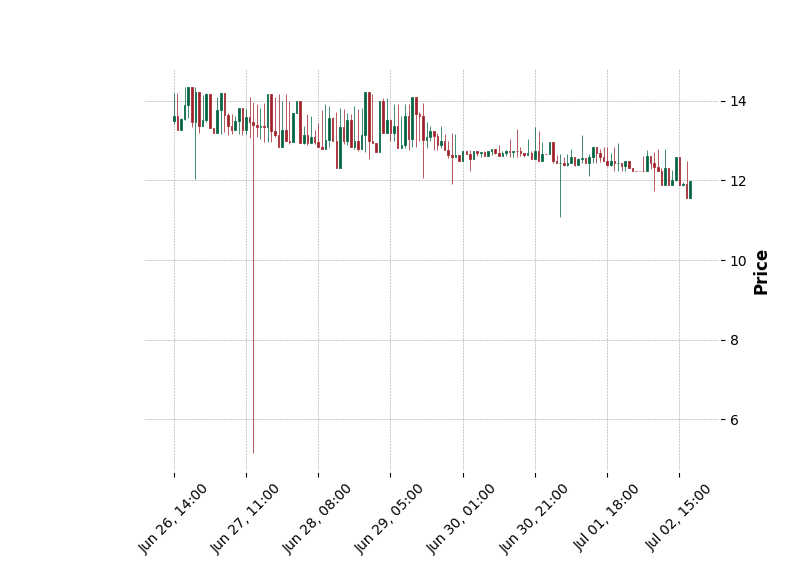 14
12
10
8
6
Price
Jun 26, 14:00
Jun 27, 11:00
Jun 28, 08:00
Jun 29, 05:00
Jun 30, 01:00
Jun 30, 21:00
Jul 01, 18:00
Jul 02, 15:00